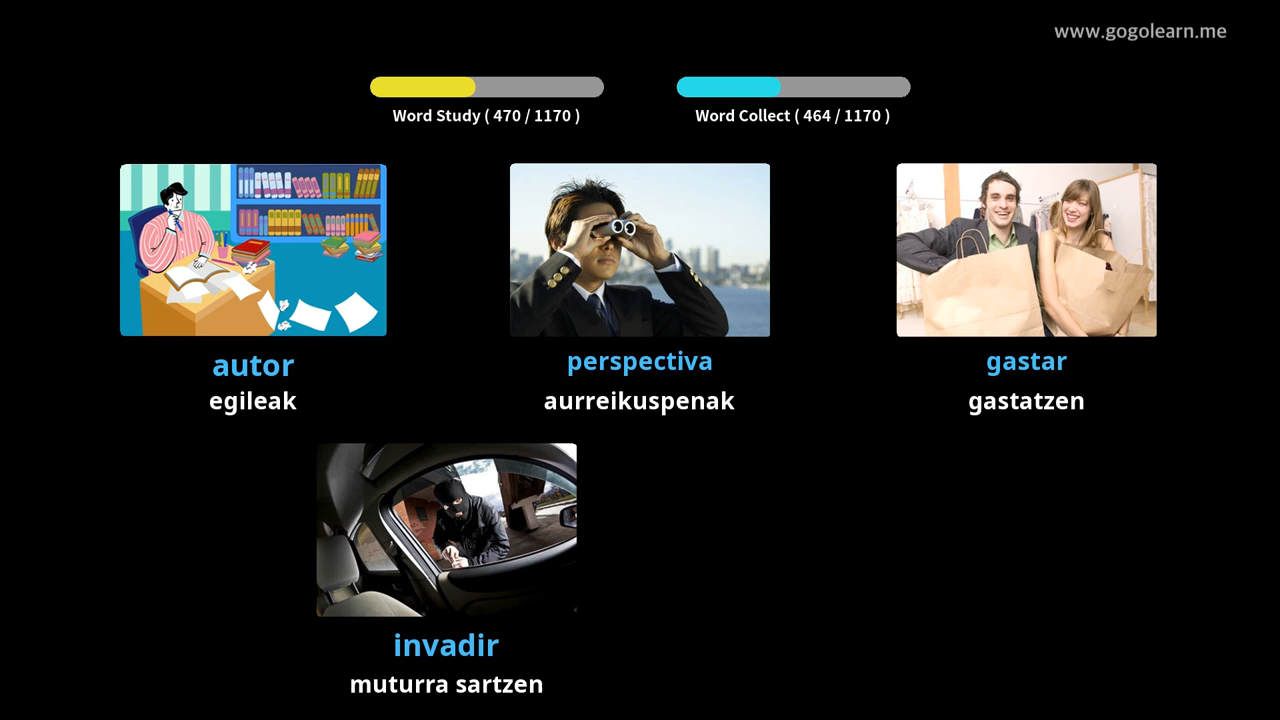 www.gogolearn.me
Word Study ( 470 / 1170 )
Word Collect ( 464 / 1170 )
autor
egileak
perspectiva
aurreikuspenak
gastar
gastatzen
invadir
muturra sartzen